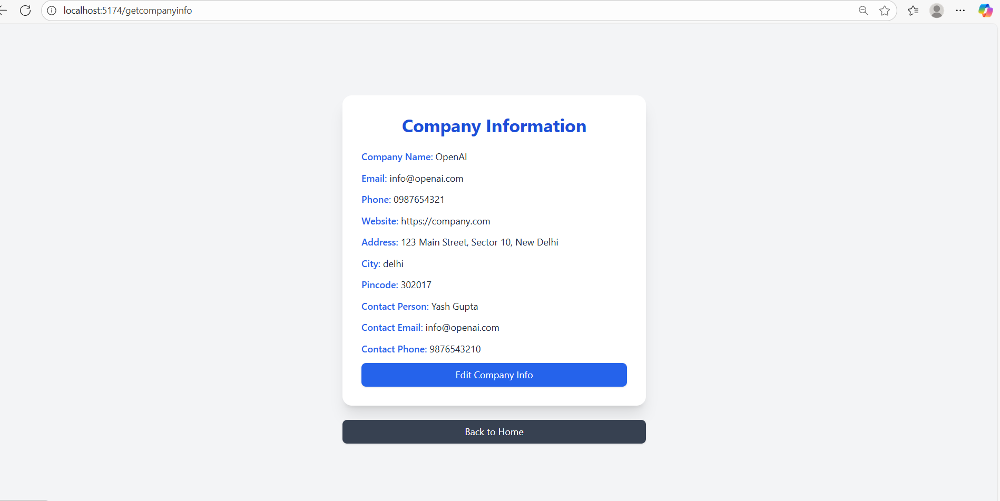 localhost:5174/getcompanyinfo
Company Information
Company Name: OpenAI
Email: info@openai.com
Phone: 0987654321
Website: https://company.com
Address: 123 Main Street, Sector 10, New Delhi
City: delhi
Pincode: 302017
Contact Person: Yash Gupta
Contact Email: info@openai.com
Contact Phone: 9876543210
Edit Company Info
Back to Home